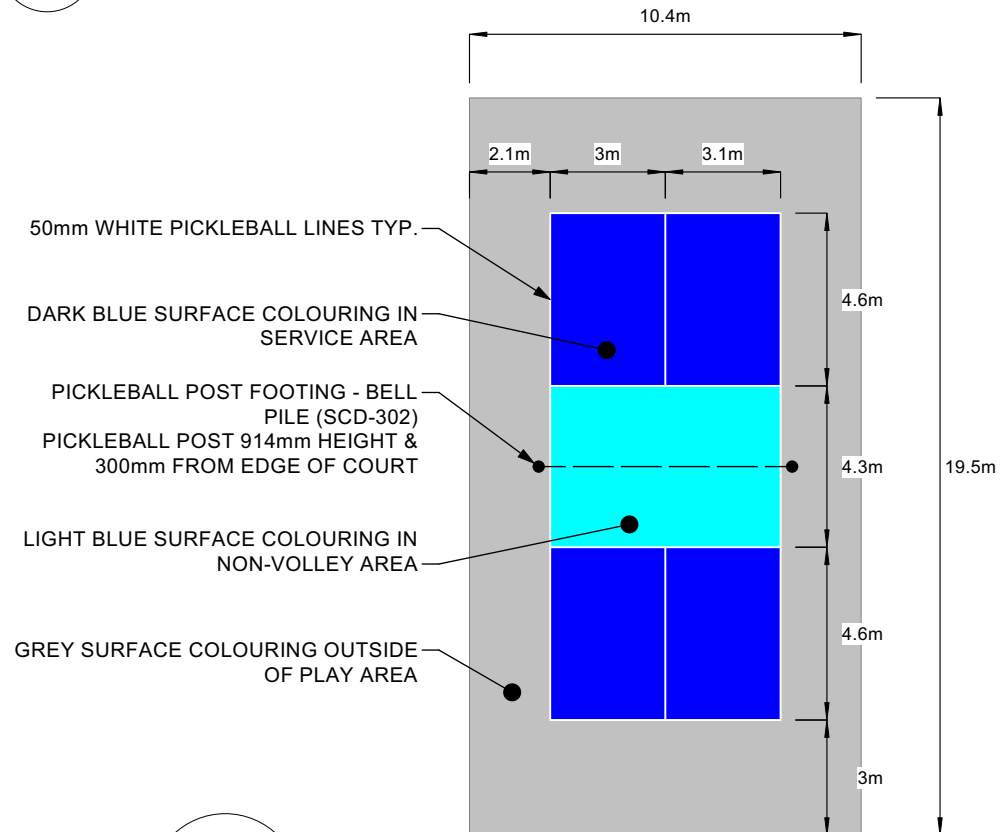 10.4m
2.1m
3m
3.1m
50mm WHITE PICKLEBALL LINES TYP.
DARK BLUE SURFACE COLOURING IN
SERVICE AREA
4.6m
PICKLEBALL POST FOOTING - BELL
PILE (SCD-302)
PICKLEBALL POST 914mm HEIGHT &
300mm FROM EDGE OF COURT
4.3m
19.5m
LIGHT BLUE SURFACE COLOURING IN
NON-VOLLEY AREA
4.6m
GREY SURFACE COLOURING OUTSIDE
OF PLAY AREA
3m